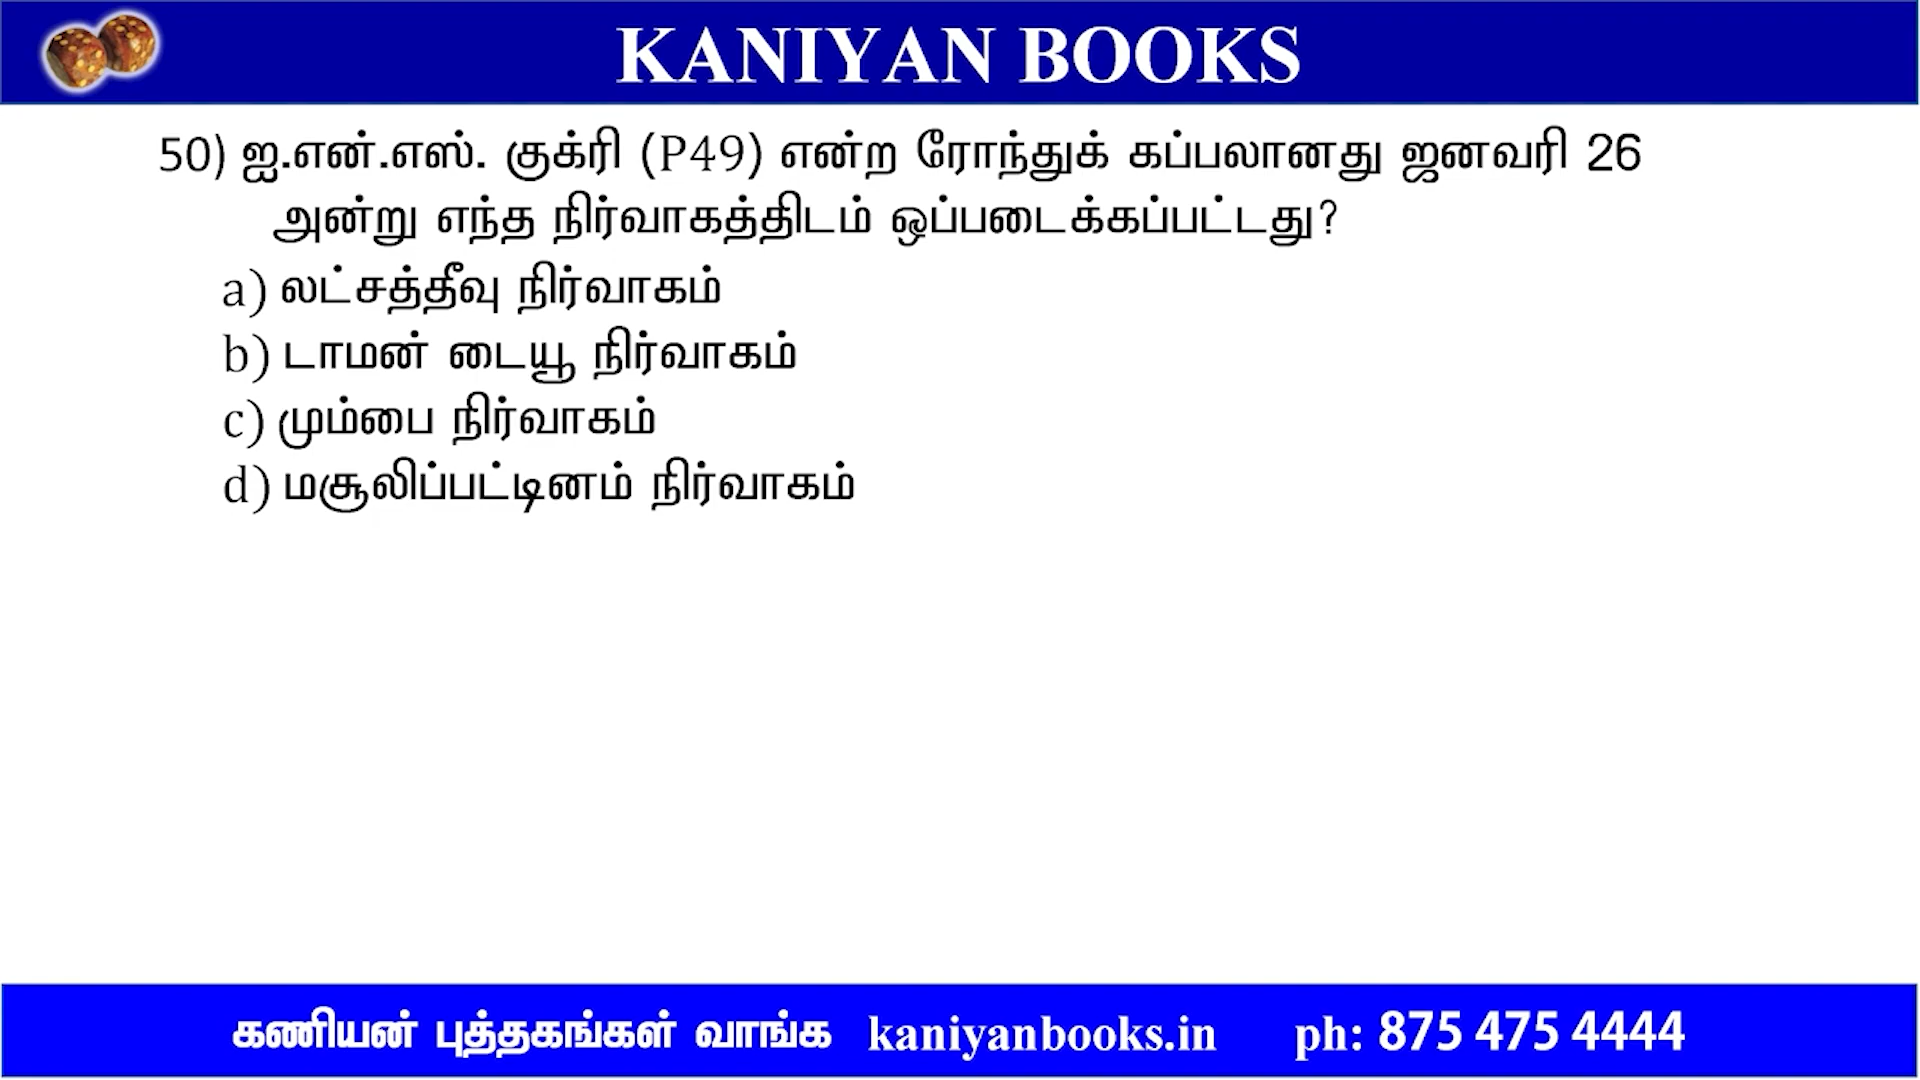 KANIYAN BOOKS
50) ஐ.என்.எஸ். குக்ரி (P49) என்ற ரோந்துக் கப்பலானது ஜனவரி 26
அன்று எந்த நிர்வாகத்திடம் ஒப்படைக்கப்பட்டது?
a) லட்சத்தீவு நிர்வாகம்
b) டாமன் டையூ நிர்வாகம்
c) மும்பை நிர்வாகம்
d) மசூலிப்பட்டினம் நிர்வாகம்
கணியன் புத்தகங்கள் வாங்க kaniyanbooks.in ph: 875 475 4444